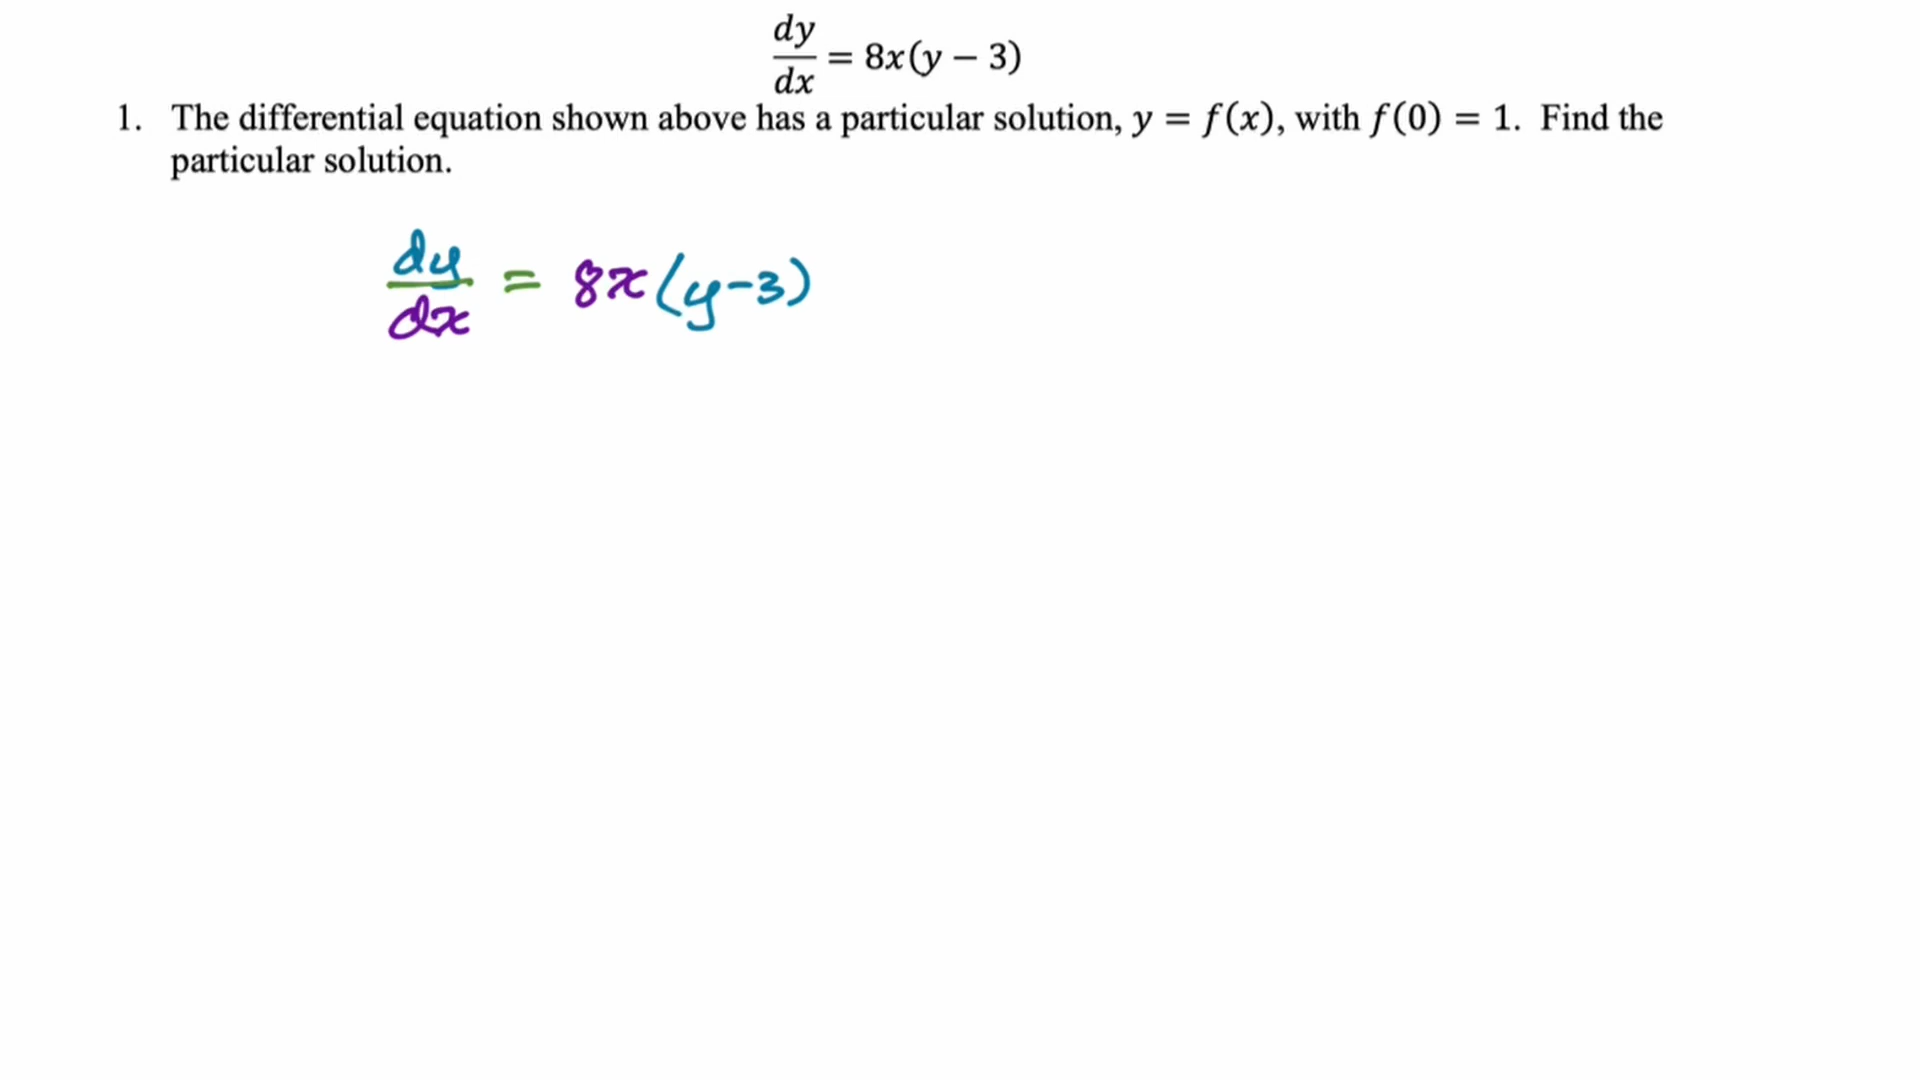 dy/dx = 8x(y − 3)
1. The differential equation shown above has a particular solution, y = f(x), with f(0) = 1. Find the
particular solution.
dy/dx = 8x(y-3)